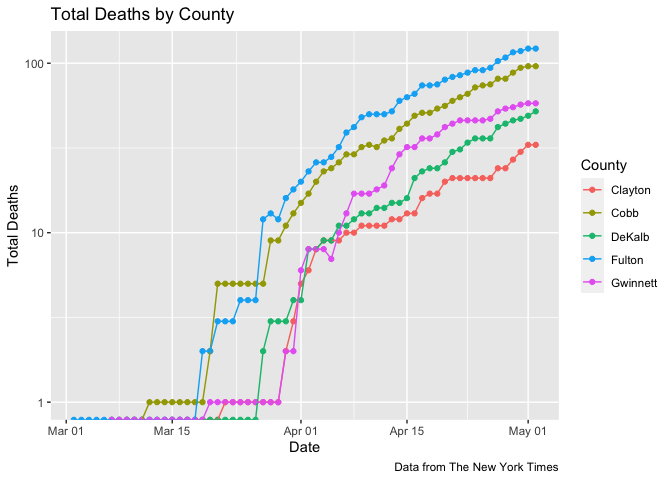 Total Deaths by County
Total Deaths
100
10
1
Mar 01
Mar 15
Apr 01
Apr 15
May 01
Date
County
Clayton
Cobb
DeKalb
Fulton
Gwinnett
Data from The New York Times